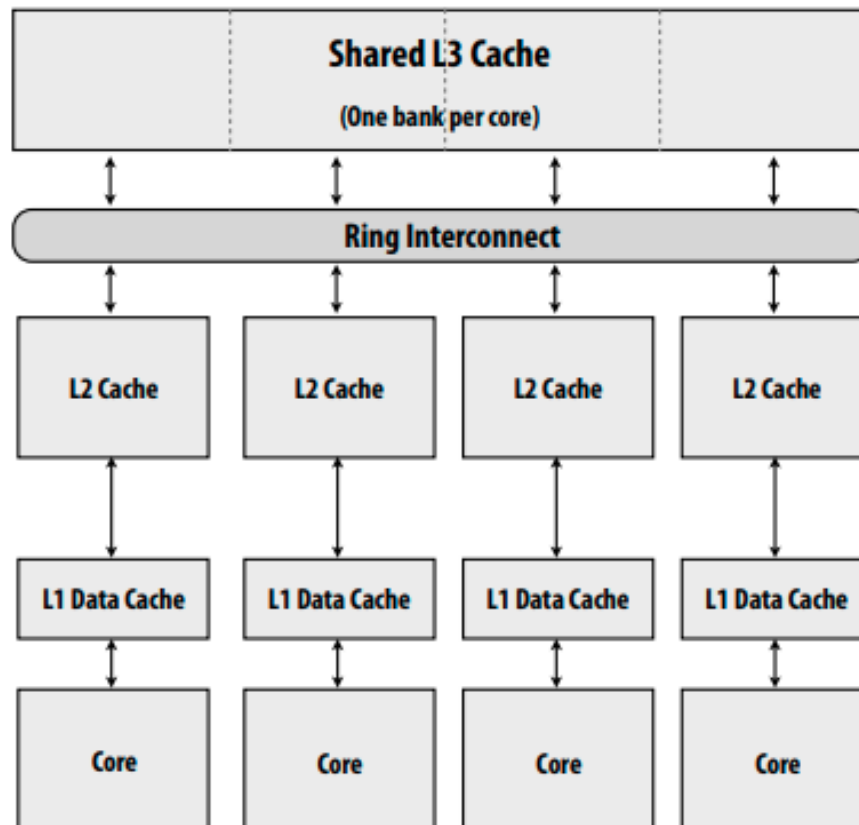 Shared L3 Cache
(One bank per core)
Ring Interconnect
L2 Cache
L2 Cache
L2 Cache
L2 Cache
L1 Data Cache
L1 Data Cache
L1 Data Cache
L1 Data Cache
Core
Core
Core
Core